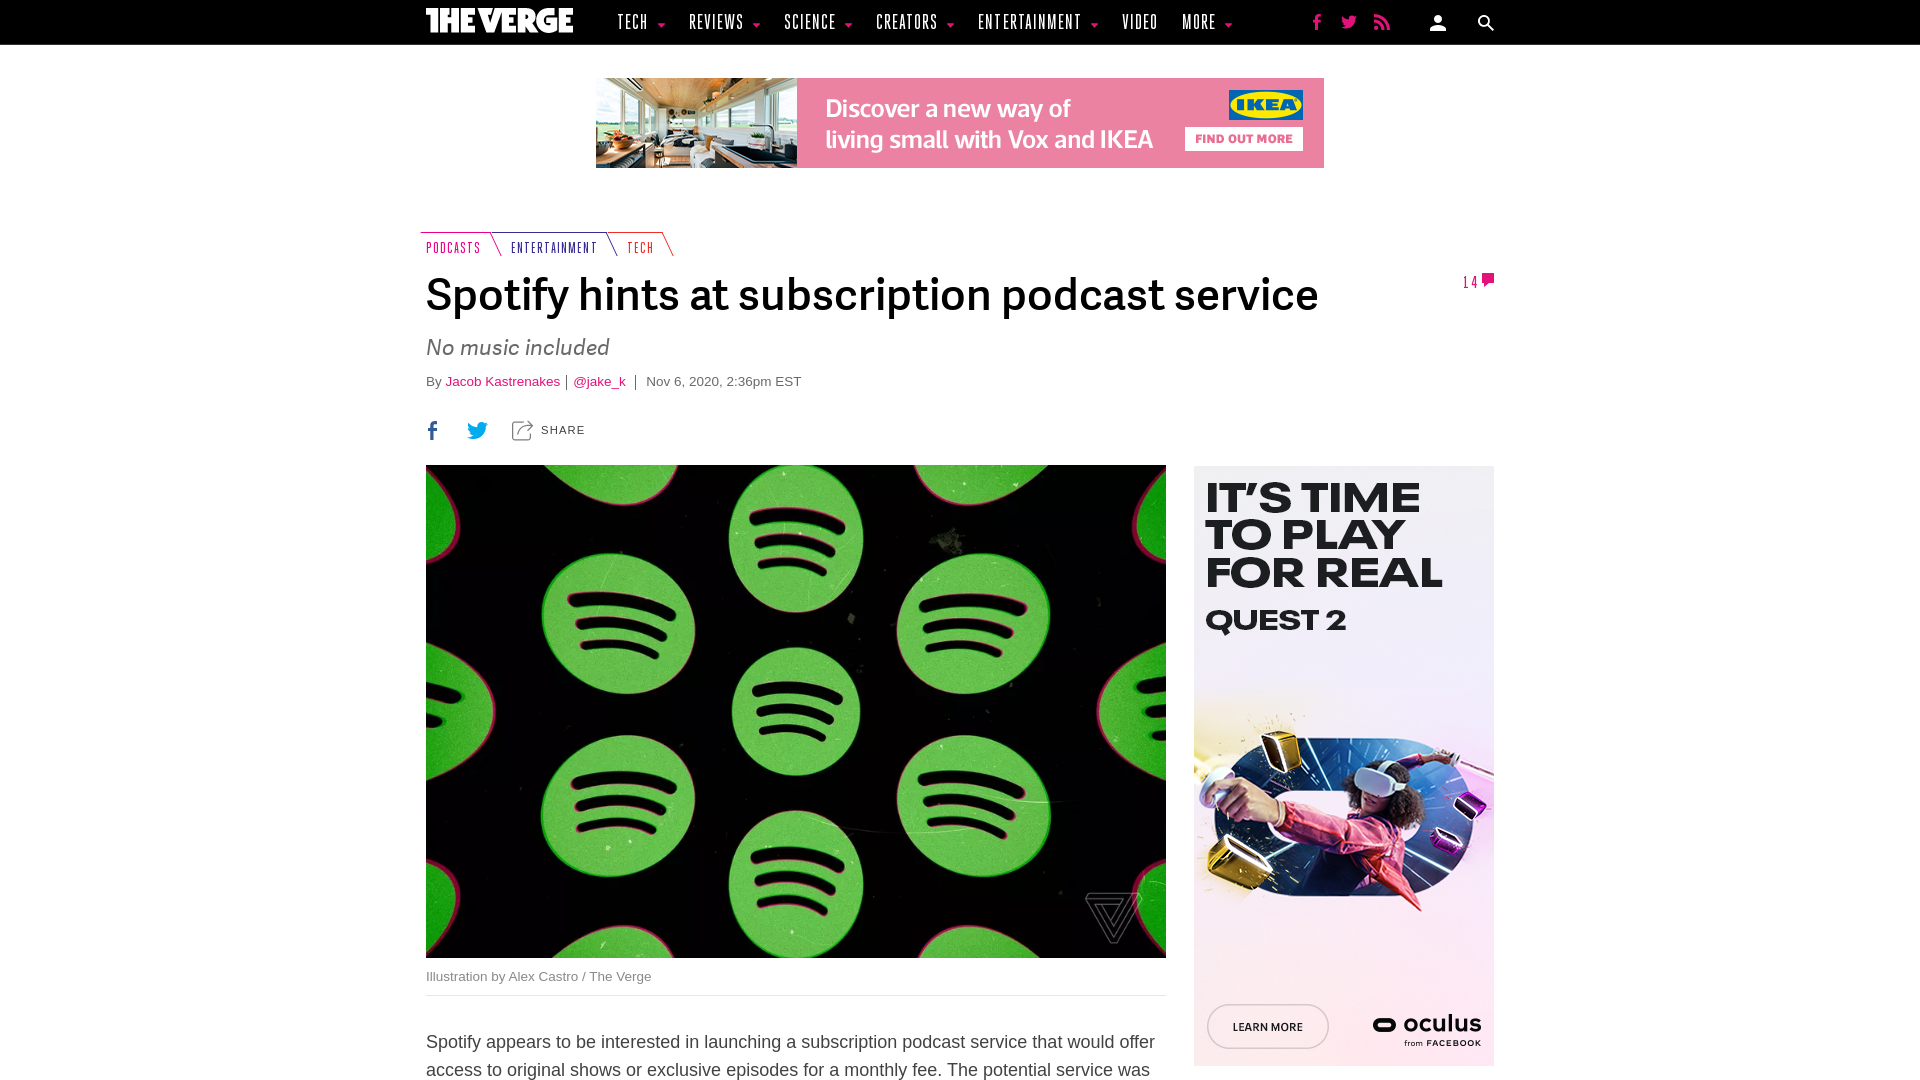 THE VERGE
TECH REVIEWS SCIENCE CREATORS ENTERTAINMENT VIDEO MORE
Discover a new way of
living small with Vox and IKEA
IKEA
FIND OUT MORE
PODCASTS ENTERTAINMENT TECH
Spotify hints at subscription podcast service
14
No music included
By Jacob Kastrenakes @jake_k Nov 6, 2020, 2:36pm EST
SHARE
Illustration by Alex Castro / The Verge
Spotify appears to be interested in launching a subscription podcast service that would offer
access to original shows or exclusive episodes for a monthly fee. The potential service was
IT'S TIME
TO PLAY
FOR REAL
QUEST 2
LEARN MORE
oculus
from FACEBOOK